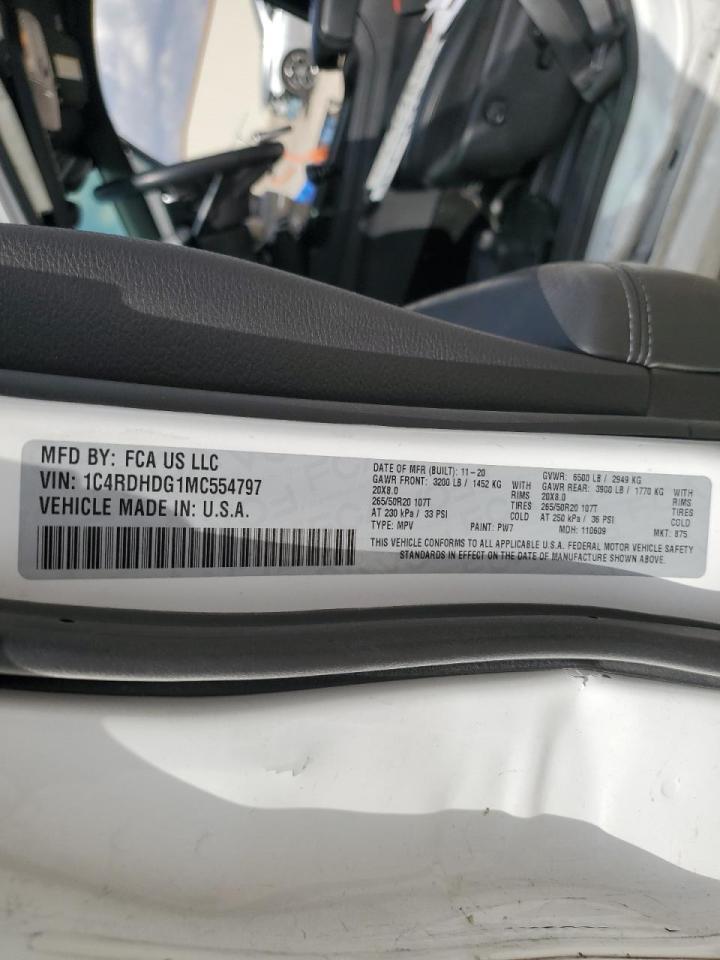 MFD BY: FCA US LLC
VIN: 1C4RDHDG1MC554797
VEHICLE MADE IN: U.S.A.
DATE OF MFR (BUILT): 11-20
GAWR FRONT: 3200 LB / 1452 KG WITH
20X8.0 RIMS
265/50R20 107T TIRES
AT 230 kPa / 33 PSI COLD
TYPE: MPV PAINT: PW7
GVWR: 6500 LB / 2949 KG
GAWR REAR: 3900 LB / 1770 KG WITH
20X8.0 RIMS
265/50R20 107T TIRES
AT 250 kPa / 36 PSI COLD
MDH: 110609 MKT: 875
THIS VEHICLE CONFORMS TO ALL APPLICABLE U.S.A. FEDERAL MOTOR VEHICLE SAFETY
STANDARDS IN EFFECT ON THE DATE OF MANUFACTURE SHOWN ABOVE.